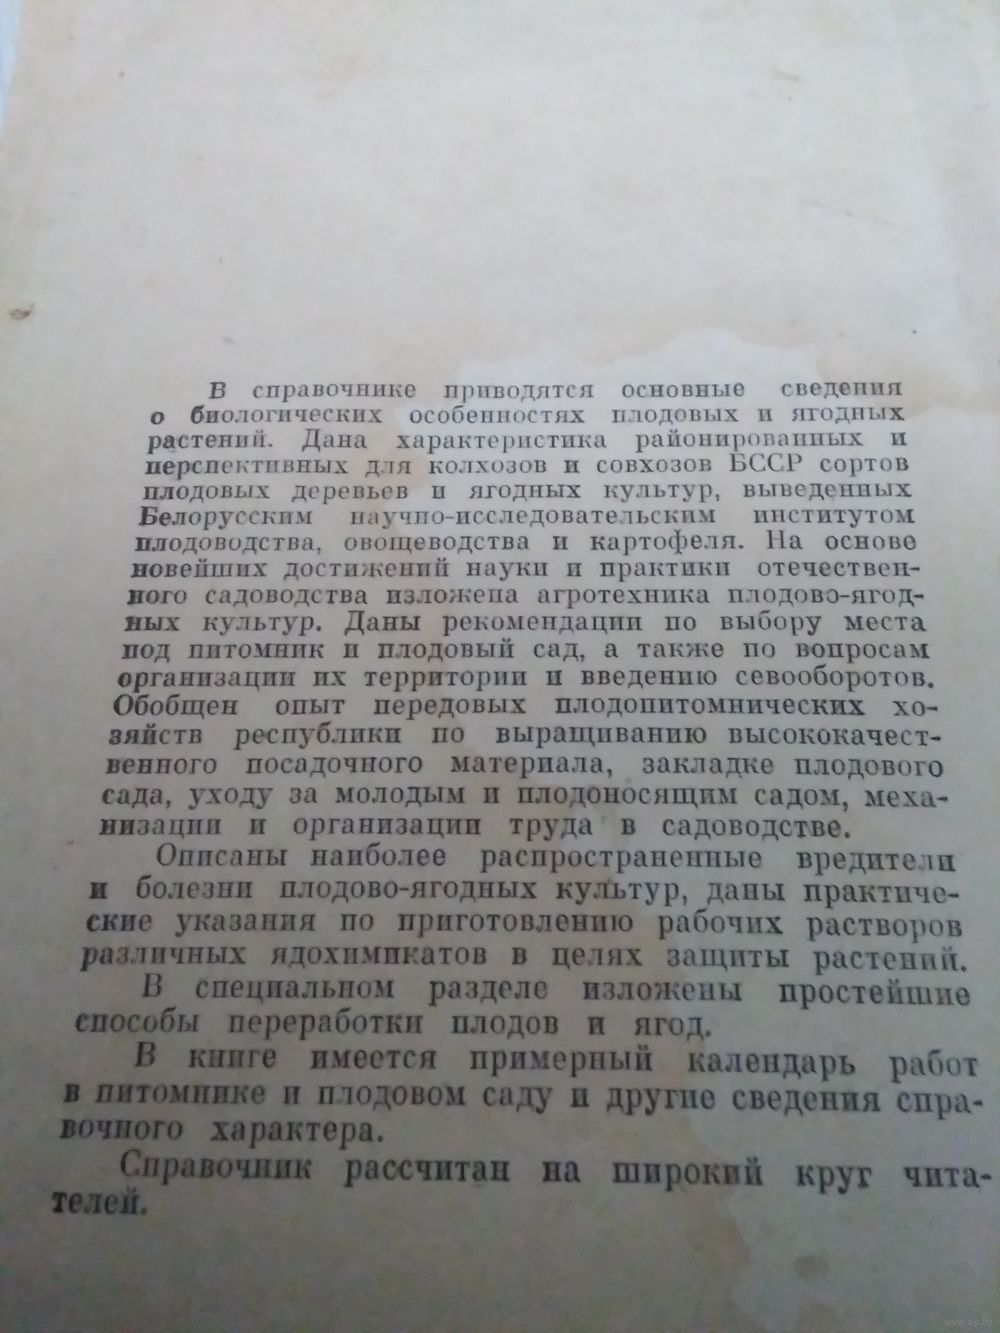 В справочнике приводятся основные сведения
о биологических особенностях плодовых и ягодных
растений. Дана характеристика районированных и
перспективных для колхозов и совхозов БССР сортов
плодовых деревьев и ягодных культур, выведенных
Белорусским научно-исследовательским институтом
плодоводства, овощеводства и картофеля. На основе
новейших достижений науки и практики отечествен-
ного садоводства изложена агротехника плодово-ягод-
ных культур. Даны рекомендации по выбору места
под питомник и плодовый сад, а также по вопросам
организации их территории и введению севооборотов.
Обобщен опыт передовых плодопитомнических хо-
зяйств республики по выращиванию высококачест-
венного посадочного материала, закладке плодового
сада, уходу за молодым и плодоносящим садом, меха-
низации и организации труда в садоводстве.
Описаны наиболее распространенные вредители
и болезни плодово-ягодных культур, даны практиче-
ские указания по приготовлению рабочих растворов
различных ядохимикатов в целях защиты растений.
В специальном разделе изложены простейшие
способы переработки плодов и ягод.
В книге имеется примерный календарь работ
в питомнике и плодовом саду и другие сведения спра-
вочного характера.
Справочник рассчитан на широкий круг чита-
телей.
www.ay.by